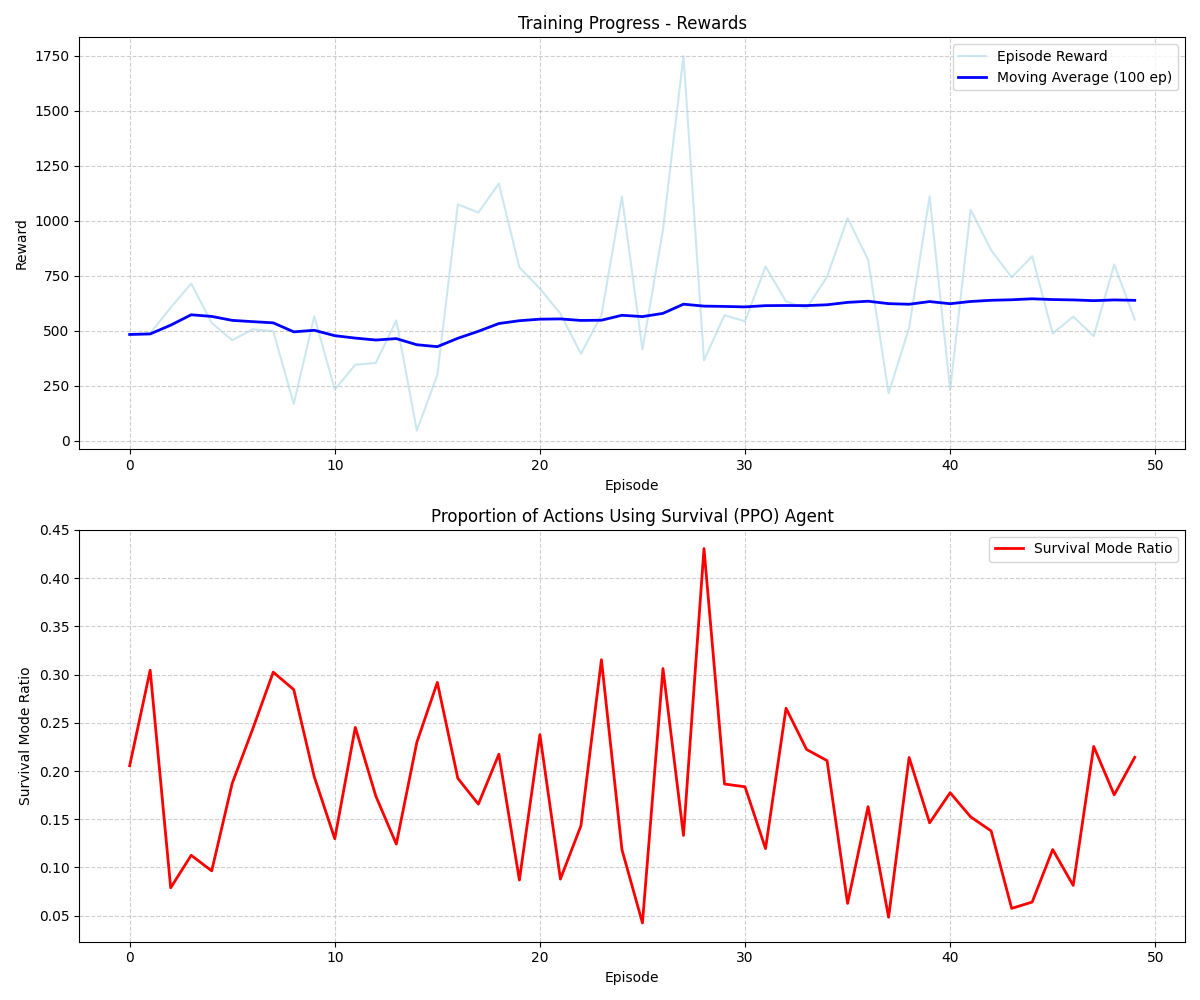 Training Progress - Rewards
Episode Reward
Moving Average (100 ep)
Reward
1750
1500
1250
1000
750
500
250
0
0 10 20 30 40 50
Episode
Proportion of Actions Using Survival (PPO) Agent
Survival Mode Ratio
Survival Mode Ratio
0.45
0.40
0.35
0.30
0.25
0.20
0.15
0.10
0.05
0 10 20 30 40 50
Episode